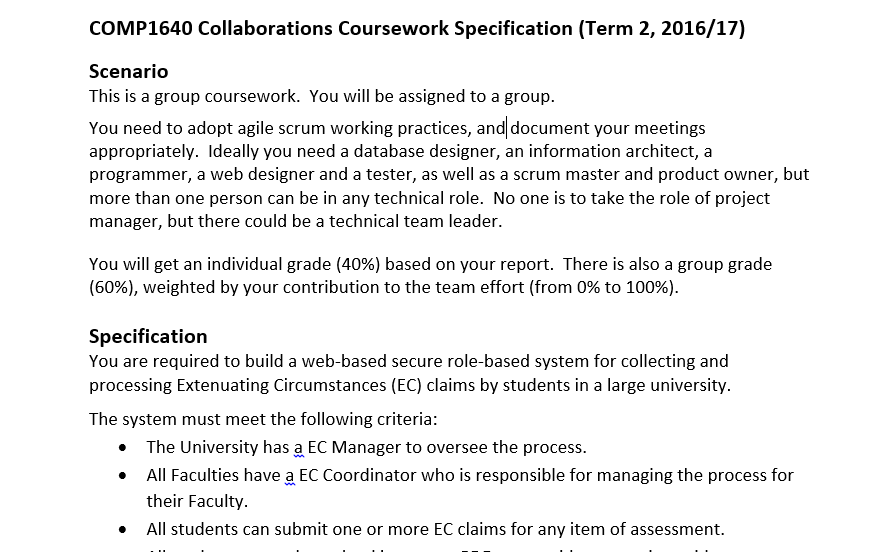 COMP1640 Collaborations Coursework Specification (Term 2, 2016/17)
Scenario
This is a group coursework.  You will be assigned to a group.
You need to adopt agile scrum working practices, and document your meetings
appropriately.  Ideally you need a database designer, an information architect, a
programmer, a web designer and a tester, as well as a scrum master and product owner, but
more than one person can be in any technical role.  No one is to take the role of project
manager, but there could be a technical team leader.
You will get an individual grade (40%) based on your report.  There is also a group grade
(60%), weighted by your contribution to the team effort (from 0% to 100%).
Specification
You are required to build a web-based secure role-based system for collecting and
processing Extenuating Circumstances (EC) claims by students in a large university.
The system must meet the following criteria:
• The University has a EC Manager to oversee the process.
• All Faculties have a EC Coordinator who is responsible for managing the process for
their Faculty.
• All students can submit one or more EC claims for any item of assessment.